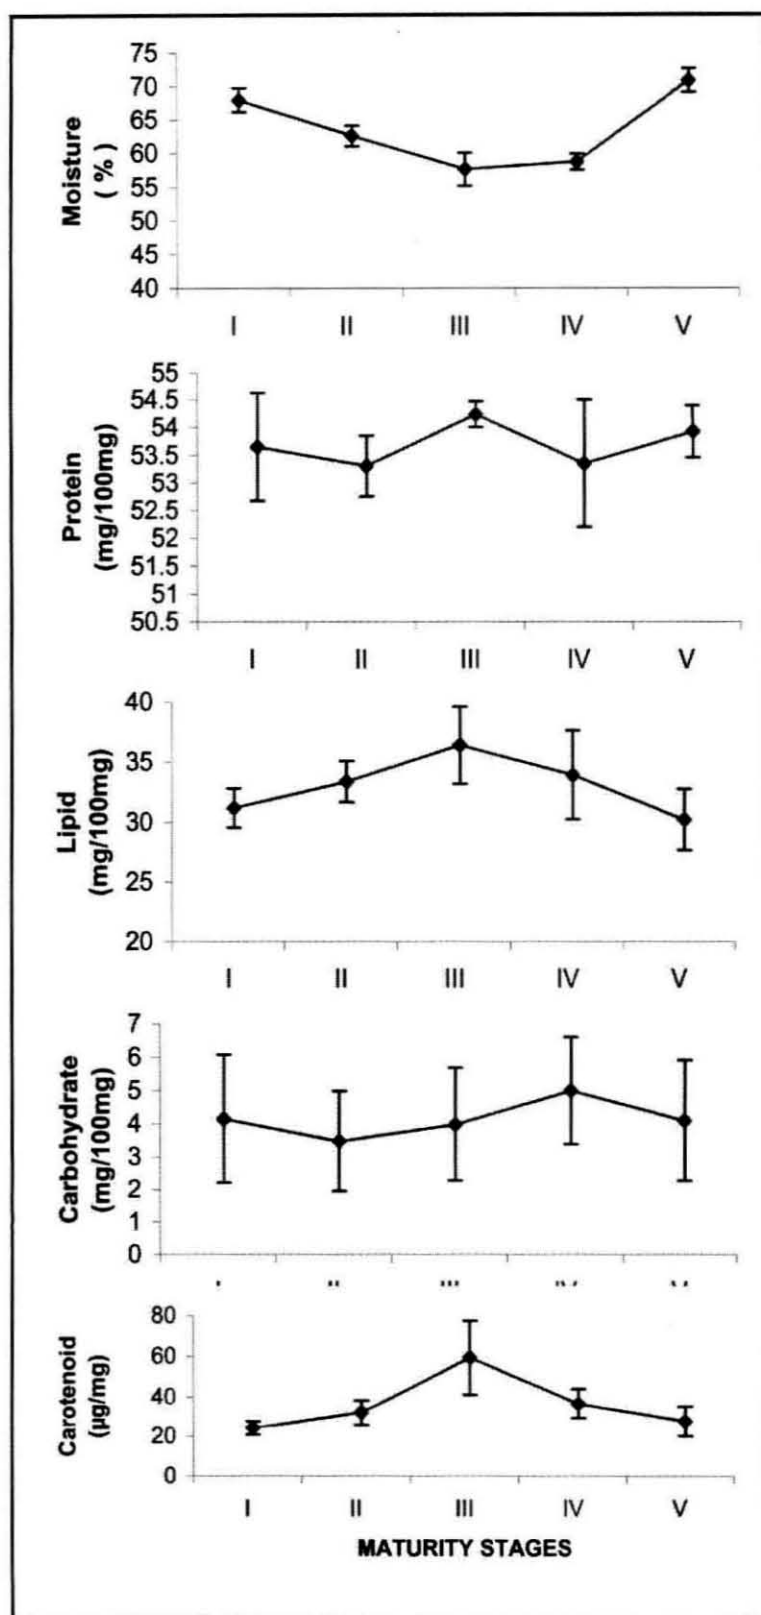 75
70
65
60
55
50
45
40
Moisture
( % )
I II III IV V
55
54.5
54
53.5
53
52.5
52
51.5
51
50.5
Protein
(mg/100mg)
I II III IV V
40
35
30
25
20
Lipid
(mg/100mg)
I II III IV V
7
6
5
4
3
2
1
0
Carbohydrate
(mg/100mg)
80
60
40
20
0
Carotenoid
(µg/mg)
I II III IV V
MATURITY STAGES